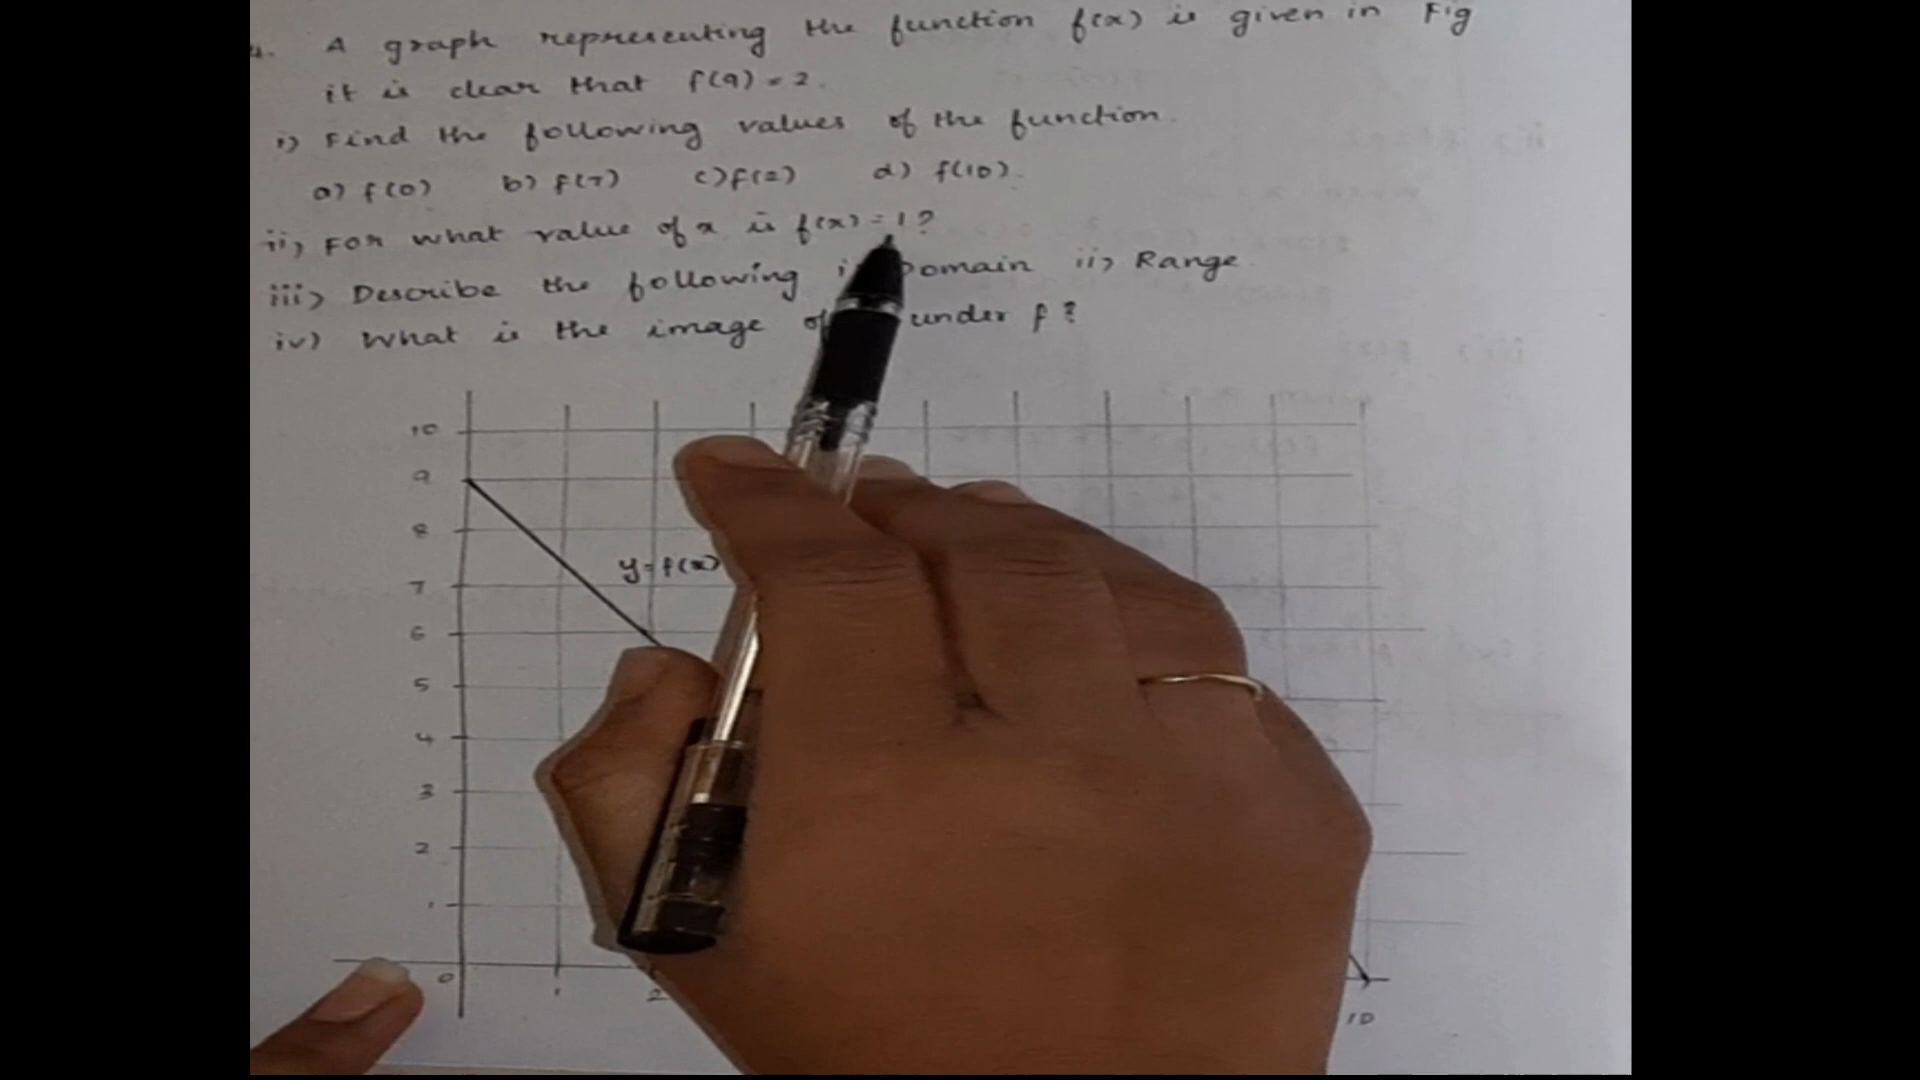 4. A graph representing the function f(x) is given in Fig
it is clear that f(9) = 2.
i) Find the following values of the function.
a) f(0) b) f(7) c) f(2) d) f(10).
ii) For what value of x is f(x) = 1?
iii) Describe the following Domain ii) Range
iv) What is the image under f?
10
9
8
y = f(x)
7
6
5
4
3
2
1
0
1 2 10